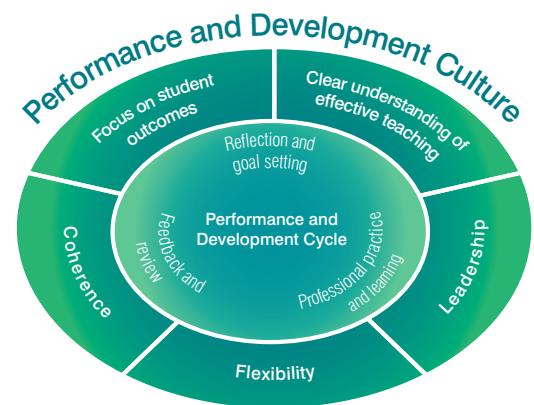 Performance and Development Culture
Focus on student
outcomes
Clear understanding of
effective teaching
Reflection and
goal setting
Performance and
Development Cycle
Feedback and
review
Professional practice
and learning
Coherence
Leadership
Flexibility